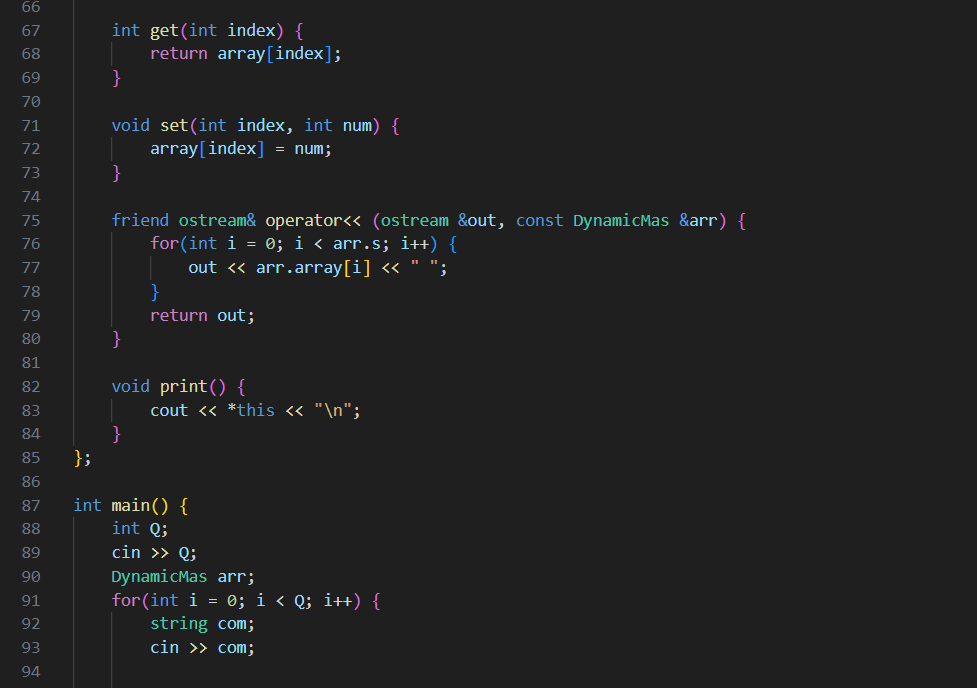 66
67 int get(int index) {
68 return array[index];
69 }
70
71 void set(int index, int num) {
72 array[index] = num;
73 }
74
75 friend ostream& operator<< (ostream &out, const DynamicMas &arr) {
76 for(int i = 0; i < arr.s; i++) {
77 out << arr.array[i] << " ";
78 }
79 return out;
80 }
81
82 void print() {
83 cout << *this << "\n";
84 }
85 };
86
87 int main() {
88 int Q;
89 cin >> Q;
90 DynamicMas arr;
91 for(int i = 0; i < Q; i++) {
92 string com;
93 cin >> com;
94